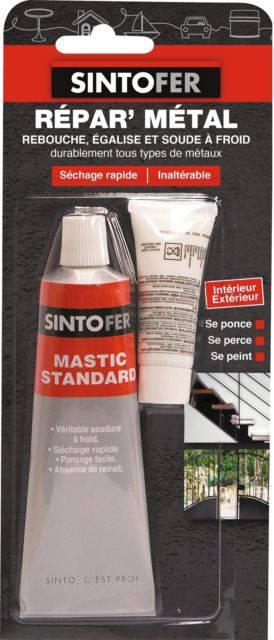 SINTOFER
RÉPAR' MÉTAL
REBOUCHE, ÉGALISE ET SOUDE À FROID
durablement tous types de métaux
Séchage rapide | Inaltérable
Intérieur
Extérieur
Se ponce
Se perce
Se peint
SINTOFER
MASTIC
STANDARD
• Véritable soudure
à froid.
• Séchage rapide
• Ponçage facile.
• Absence de retrait.
SINTO, C'EST PRO!